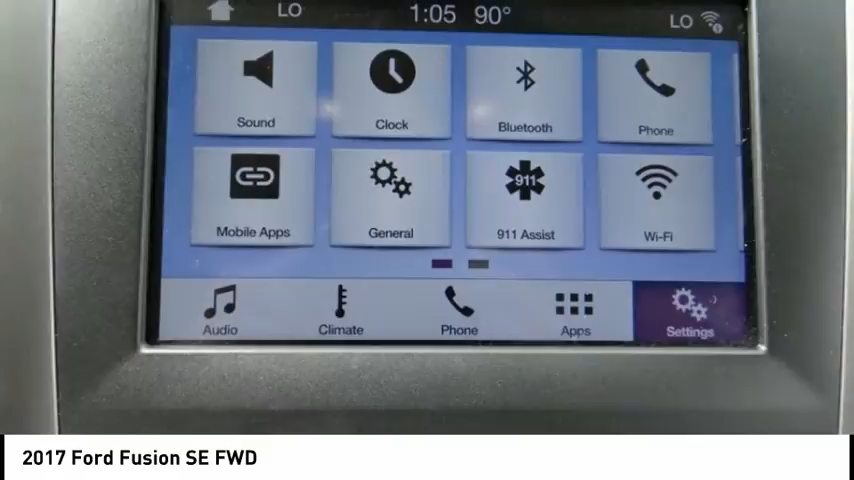 LO 1:05 90° LO
Sound Clock Bluetooth Phone
911
Mobile Apps General 911 Assist Wi-Fi
Audio Climate Phone Apps Settings
2017 Ford Fusion SE FWD